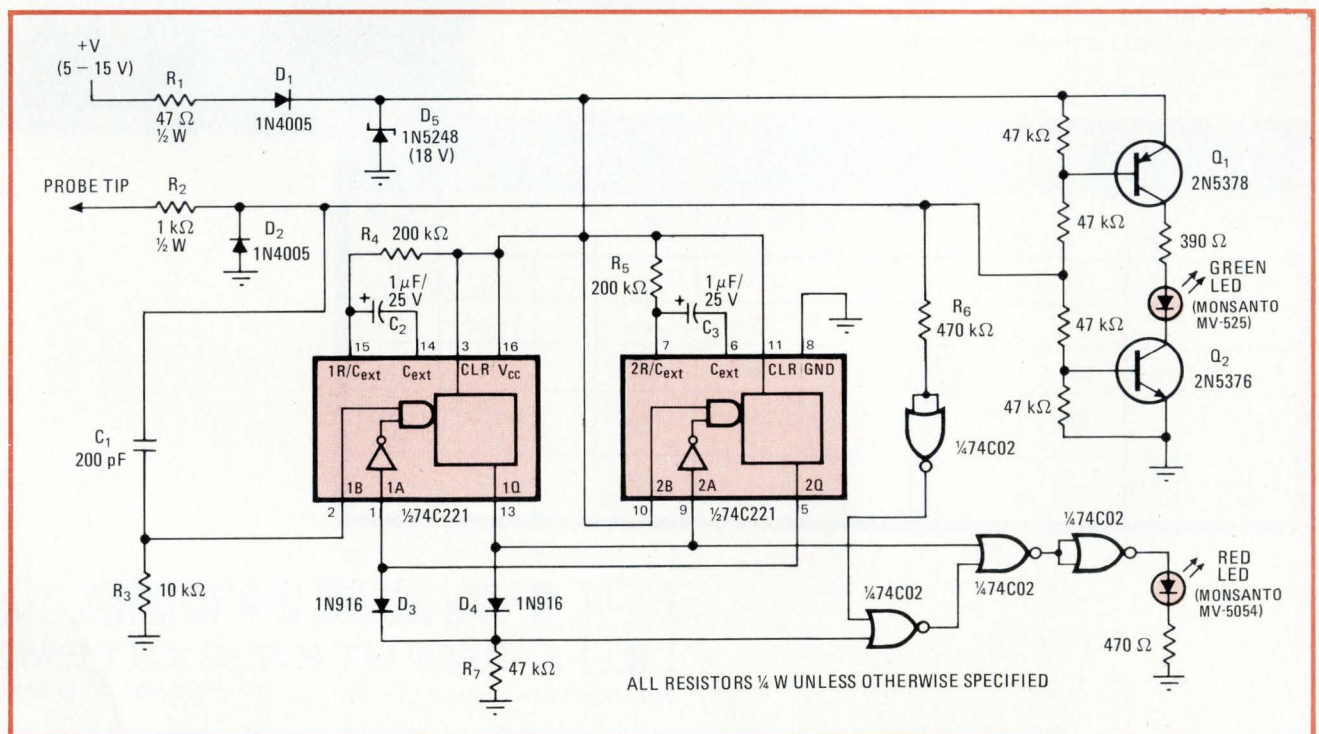 +V
(5 – 15 V)
R1
47 Ω
½ W
D1
1N4005
D5
1N5248
(18 V)
47 kΩ
Q1
2N5378
PROBE TIP
R2
1 kΩ
½ W
D2
1N4005
R4 200 kΩ
47 kΩ
390 Ω
R5
200 kΩ
1 µF/
25 V
C2
1 µF/
25 V
C3
R6
470 kΩ
GREEN
LED
(MONSANTO
MV-525)
47 kΩ
15 14 3 16
1R/Cext Cext CLR VCC
7 6 11 8
2R/Cext Cext CLR GND
Q2
2N5376
47 kΩ
C1
200 pF
¼74C02
1B 1A 1Q
2 1 ½74C221 13
2B 2A 2Q
10 9 ½74C221 5
R3 10 kΩ
1N916 D3
D4 1N916
¼74C02
¼74C02
¼74C02
RED
LED
(MONSANTO
MV-5054)
R7 47 kΩ
470 Ω
ALL RESISTORS ¼ W UNLESS OTHERWISE SPECIFIED